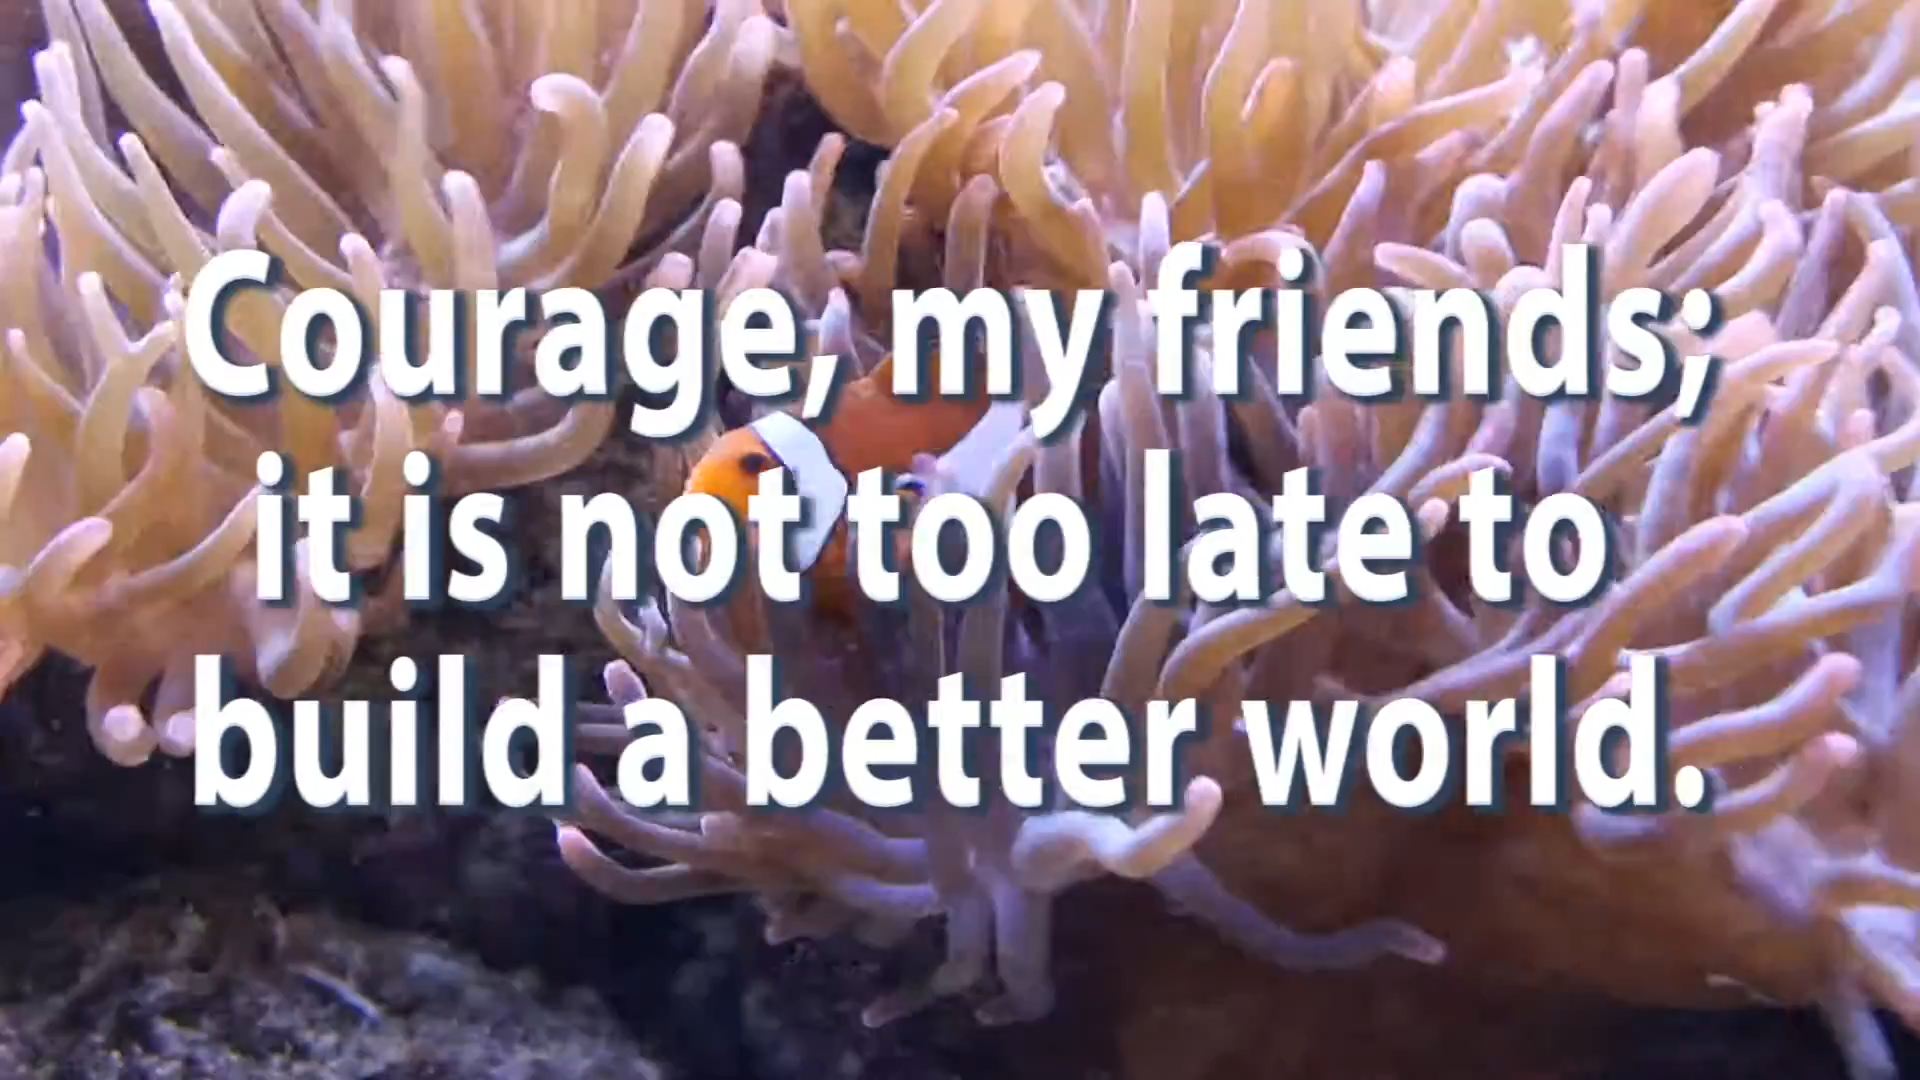 Courage, my friends;
it is not too late to
build a better world.